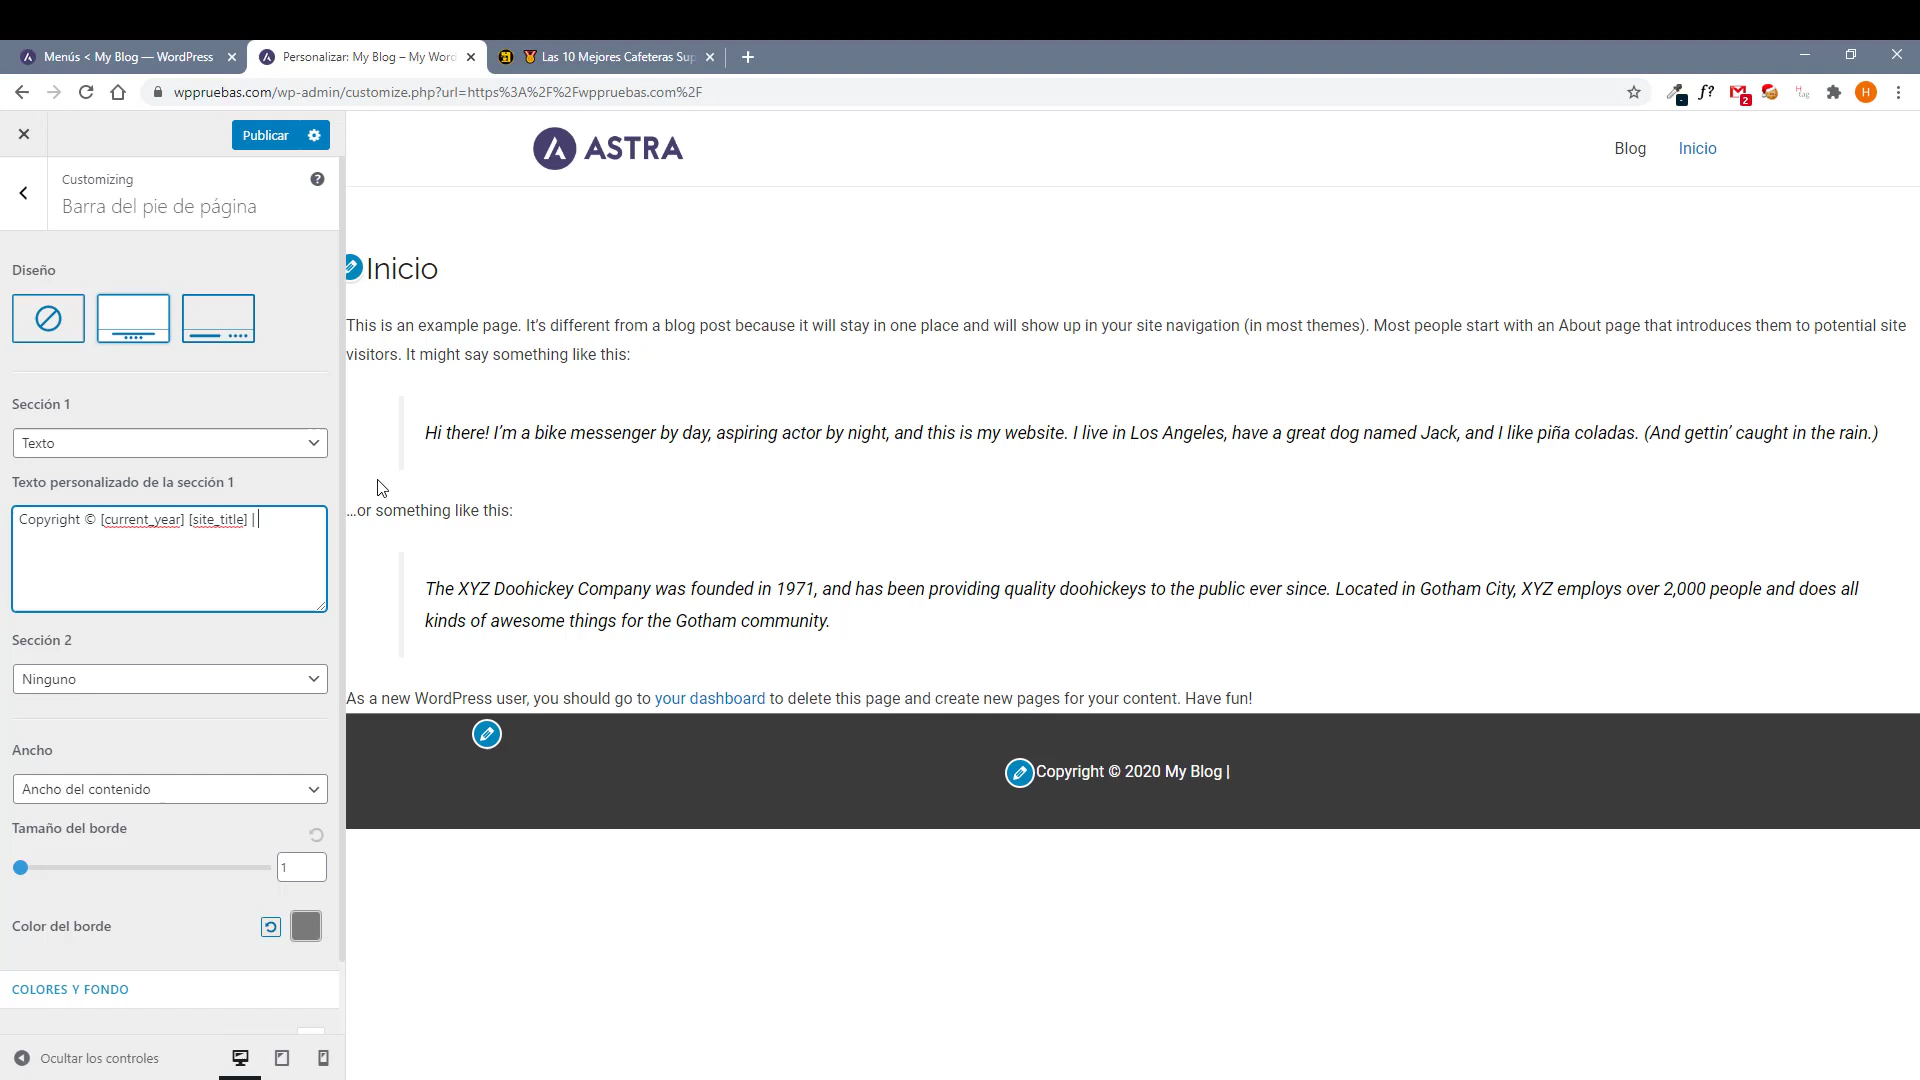 Menús < My Blog — WordPress
Personalizar: My Blog – My Word
Las 10 Mejores Cafeteras Sup
wppruebas.com/wp-admin/customize.php?url=https%3A%2F%2Fwppruebas.com%2F
f?
2
H
tag
H
Publicar
Customizing
Barra del pie de página
Diseño
Sección 1
Texto
Texto personalizado de la sección 1
Copyright © [current_year] [site_title] |
Sección 2
Ninguno
Ancho
Ancho del contenido
Tamaño del borde
1
Color del borde
COLORES Y FONDO
Ocultar los controles
ASTRA
Blog
Inicio
Inicio
This is an example page. It's different from a blog post because it will stay in one place and will show up in your site navigation (in most themes). Most people start with an About page that introduces them to potential site
visitors. It might say something like this:
Hi there! I'm a bike messenger by day, aspiring actor by night, and this is my website. I live in Los Angeles, have a great dog named Jack, and I like piña coladas. (And gettin' caught in the rain.)
…or something like this:
The XYZ Doohickey Company was founded in 1971, and has been providing quality doohickeys to the public ever since. Located in Gotham City, XYZ employs over 2,000 people and does all
kinds of awesome things for the Gotham community.
As a new WordPress user, you should go to your dashboard to delete this page and create new pages for your content. Have fun!
Copyright © 2020 My Blog |